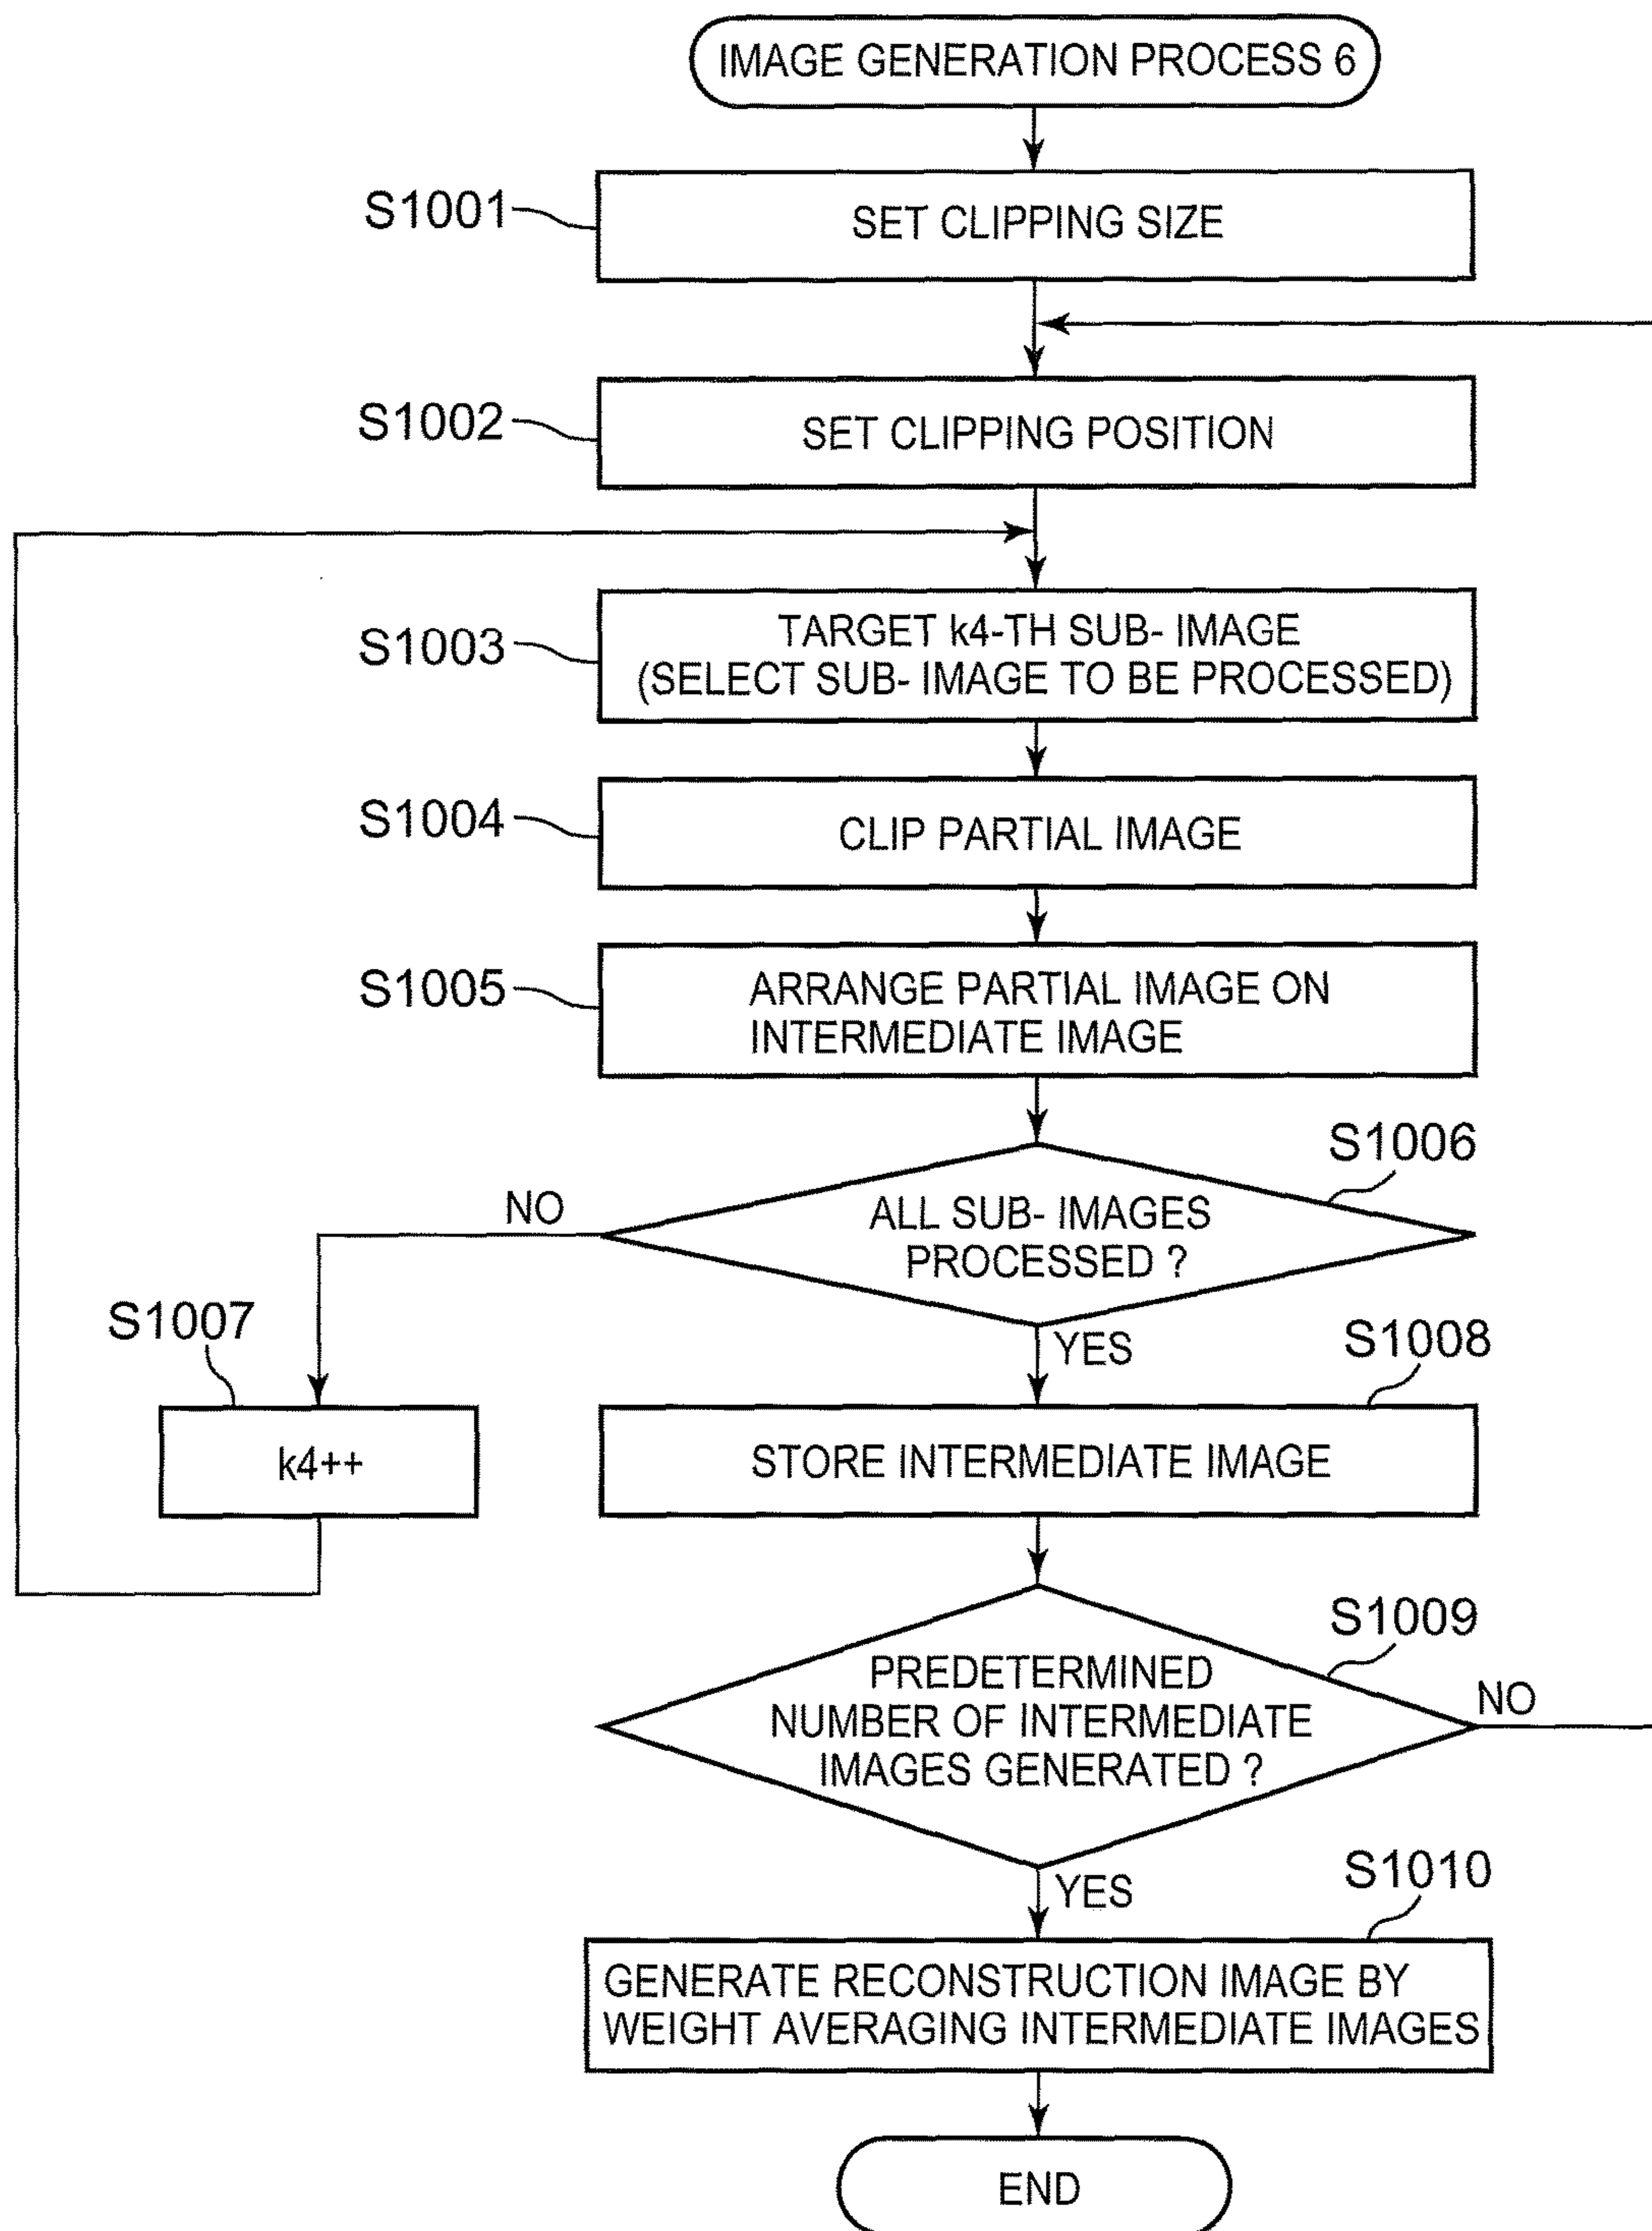 IMAGE GENERATION PROCESS 6
S1001
SET CLIPPING SIZE
S1002
SET CLIPPING POSITION
S1003
TARGET k4-TH SUB- IMAGE
(SELECT SUB- IMAGE TO BE PROCESSED)
S1004
CLIP PARTIAL IMAGE
S1005
ARRANGE PARTIAL IMAGE ON
INTERMEDIATE IMAGE
S1006
ALL SUB- IMAGES
PROCESSED ?
NO
S1007
k4++
YES
S1008
STORE INTERMEDIATE IMAGE
S1009
PREDETERMINED
NUMBER OF INTERMEDIATE
IMAGES GENERATED ?
NO
YES
S1010
GENERATE RECONSTRUCTION IMAGE BY
WEIGHT AVERAGING INTERMEDIATE IMAGES
END